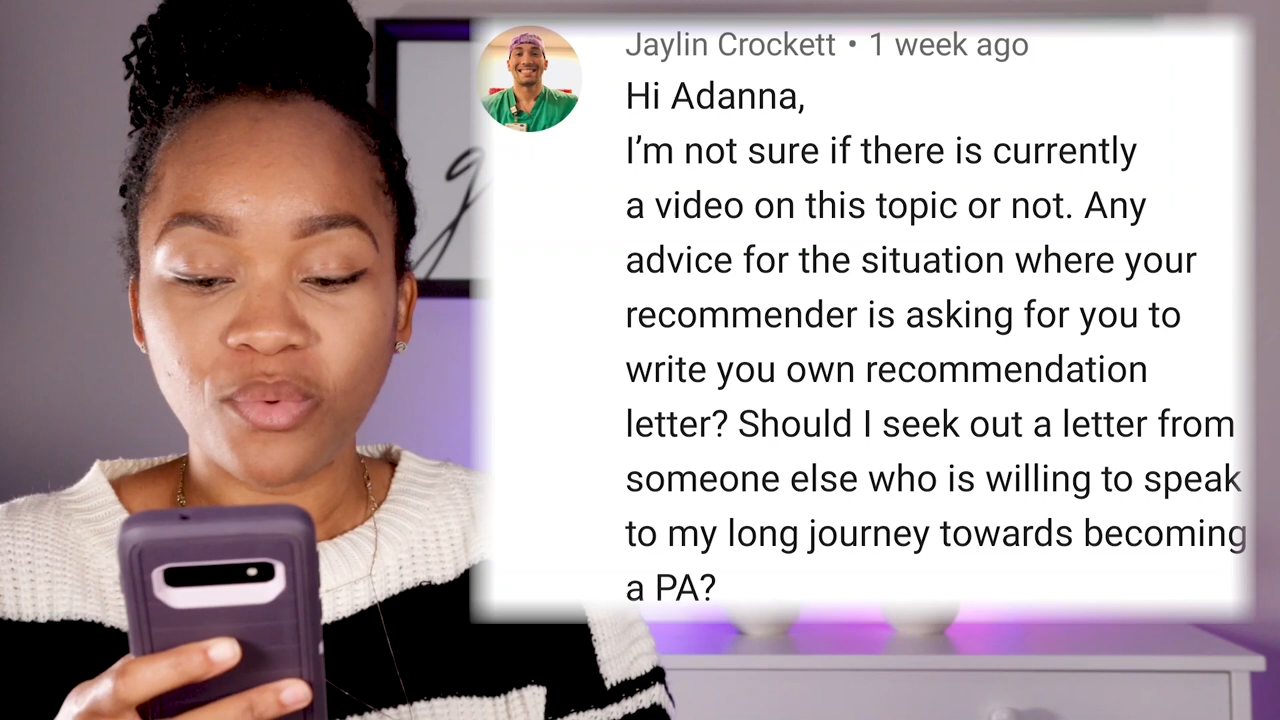 Jaylin Crockett • 1 week ago
Hi Adanna,
I’m not sure if there is currently
a video on this topic or not. Any
advice for the situation where your
recommender is asking for you to
write you own recommendation
letter? Should I seek out a letter from
someone else who is willing to speak
to my long journey towards becoming
a PA?